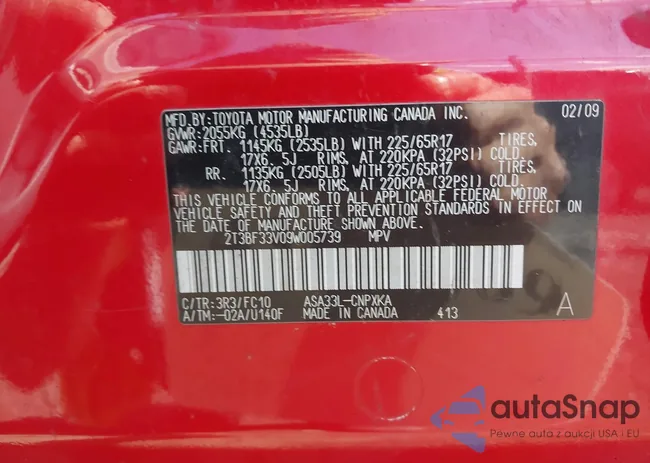 MFD.BY:TOYOTA MOTOR MANUFACTURING CANADA INC. 02/09
GVWR:2055KG (4535LB)
GAWR:FRT. 1145KG (2535LB) WITH 225/65R17 TIRES,
17X6.5J RIMS, AT 220KPA (32PSI) COLD.
RR. 1135KG (2505LB) WITH 225/65R17 TIRES,
17X6.5J RIMS, AT 220KPA (32PSI) COLD.
THIS VEHICLE CONFORMS TO ALL APPLICABLE FEDERAL MOTOR
VEHICLE SAFETY AND THEFT PREVENTION STANDARDS IN EFFECT ON
THE DATE OF MANUFACTURE SHOWN ABOVE.
2T3BF33V09W005739 MPV
C/TR:3R3/FC10 ASA33L-CNPXKA A
A/TM:-02A/U140F MADE IN CANADA 413
autaSnap
Pewne auta z aukcji USA i EU